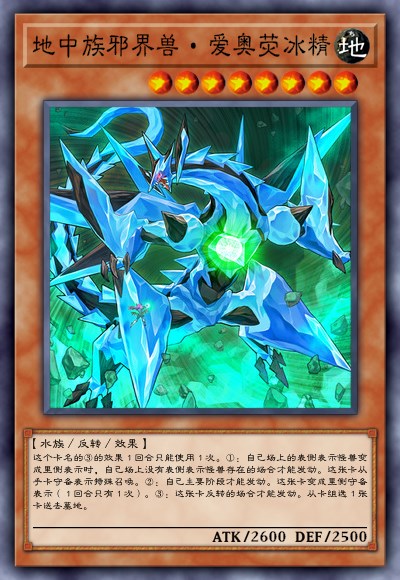 地中族邪界兽・爱奥荧冰精 地
【水族／反转／效果】
这个卡名的③的效果1回合只能使用1次。①：自己场上的表侧表示怪兽变
成里侧表示时，自己场上没有表侧表示怪兽存在的场合才能发动。这张卡从
手卡守备表示特殊召唤。②：自己主要阶段才能发动。这张卡变成里侧守备
表示（1回合只有1次）。③：这张卡反转的场合才能发动。从卡组选1张
卡送去墓地。
ATK/2600 DEF/2500